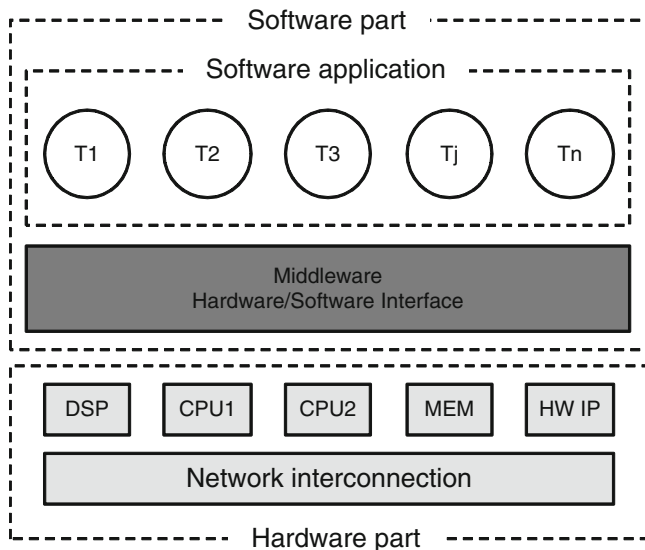 Software part
Software application
T1 T2 T3 Tj Tn
Middleware
Hardware/Software Interface
DSP CPU1 CPU2 MEM HW IP
Network interconnection
Hardware part